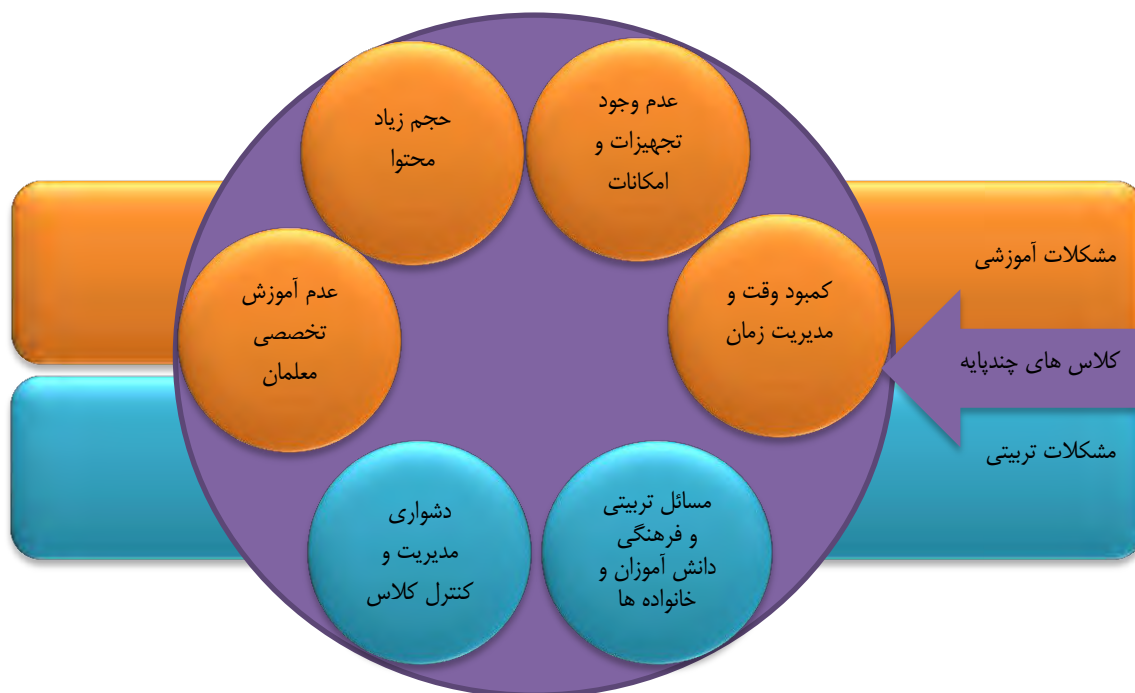 عدم وجود
تجهیزات و
امکانات
حجم زیاد
محتوا
کمبود وقت و
مدیریت زمان
عدم آموزش
تخصصی
معلمان
مشکلات آموزشی
کلاس های چندپایه
مشکلات تربیتی
مسائل تربیتی
و فرهنگی
دانش آموزان و
خانواده ها
دشواری
مدیریت و
کنترل کلاس